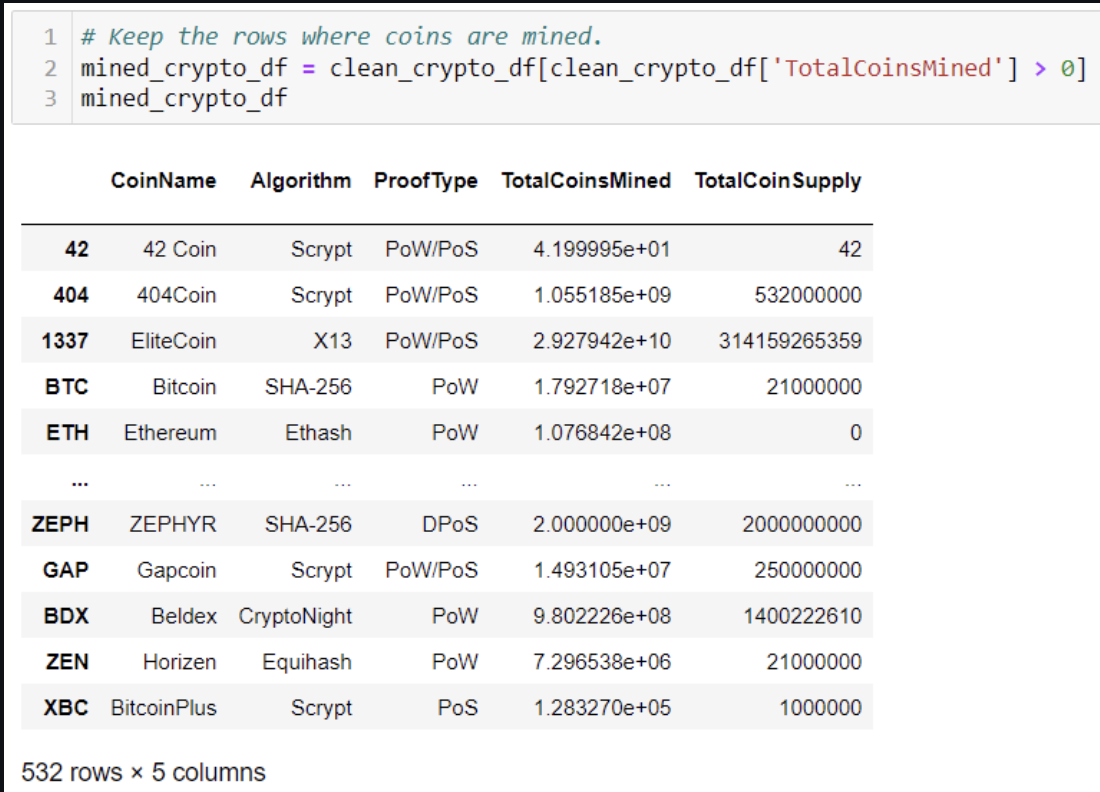 1 # Keep the rows where coins are mined.
2 mined_crypto_df = clean_crypto_df[clean_crypto_df['TotalCoinsMined'] > 0]
3 mined_crypto_df
CoinName Algorithm ProofType TotalCoinsMined TotalCoinSupply
42 42 Coin Scrypt PoW/PoS 4.199995e+01 42
404 404Coin Scrypt PoW/PoS 1.055185e+09 532000000
1337 EliteCoin X13 PoW/PoS 2.927942e+10 314159265359
BTC Bitcoin SHA-256 PoW 1.792718e+07 21000000
ETH Ethereum Ethash PoW 1.076842e+08 0
... ... ... ... ... ...
ZEPH ZEPHYR SHA-256 DPoS 2.000000e+09 2000000000
GAP Gapcoin Scrypt PoW/PoS 1.493105e+07 250000000
BDX Beldex CryptoNight PoW 9.802226e+08 1400222610
ZEN Horizen Equihash PoW 7.296538e+06 21000000
XBC BitcoinPlus Scrypt PoS 1.283270e+05 1000000
532 rows × 5 columns